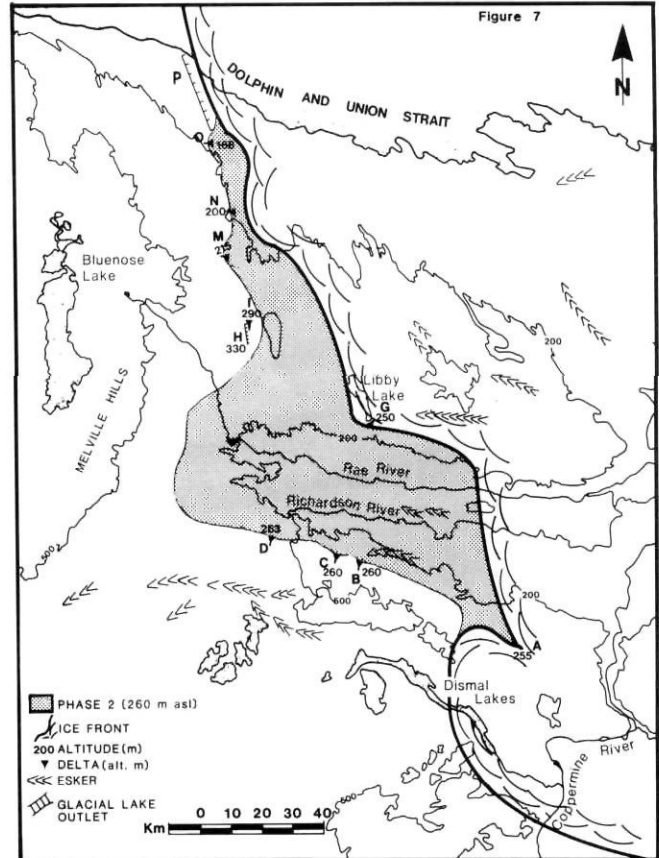 Figure 7
N
P
DOLPHIN AND UNION STRAIT
O
168
N
200
M
Bluenose
Lake
I
290
H
330
200
Libby
Lake
G
250
MELVILLE HILLS
200
Rae River
Richardson River
500
263
D
C
260
B
260
600
200
A
255
Dismal
Lakes
Coppermine River
500
PHASE 2 (260 m asl)
ICE FRONT
200 ALTITUDE (m)
DELTA (alt. m)
ESKER
GLACIAL LAKE
OUTLET
Km
0 10 20 30 40